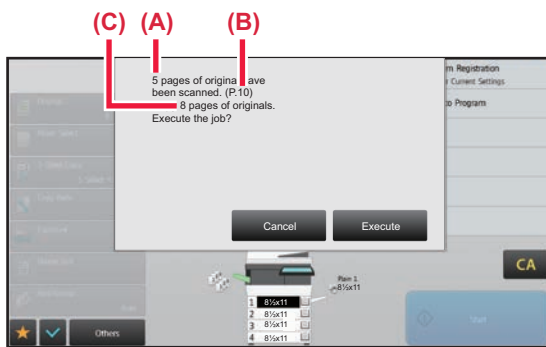 (C) (A) (B)
5 pages of origina ave
been scanned. (P.10)
8 pages of originals.
Execute the job?
Cancel
Execute
m Registration
Current Settings
to Program
Others
Plain 1
8½x11
1 8½x11
2 8½x11
3 8½x11
4 8½x11
CA
Start